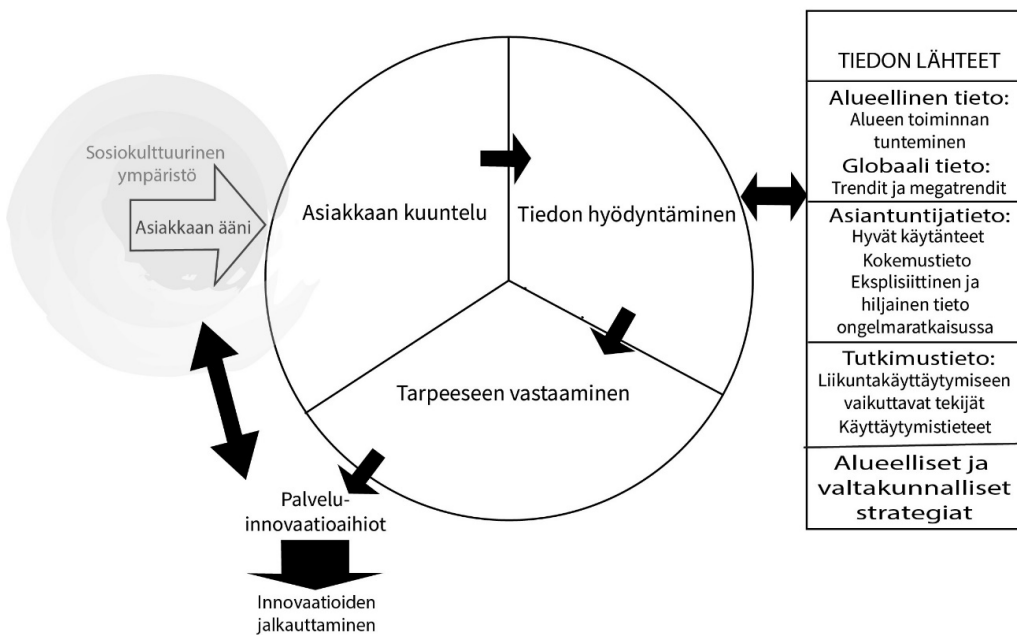 Sosiokulttuurinen
ympäristö
Asiakkaan ääni
Asiakkaan kuuntelu
Tiedon hyödyntäminen
Tarpeeseen vastaaminen
Palvelu-
innovaatioaihiot
Innovaatioiden
jalkauttaminen
TIEDON LÄHTEET
Alueellinen tieto:
Alueen toiminnan
tunteminen
Globaali tieto:
Trendit ja megatrendit
Asiantuntijatieto:
Hyvät käytänteet
Kokemustieto
Eksplisiittinen ja
hiljainen tieto
ongelmaratkaisussa
Tutkimustieto:
Liikuntakäyttäytymiseen
vaikuttavat tekijät
Käyttäytymistieteet
Alueelliset ja
valtakunnalliset
strategiat